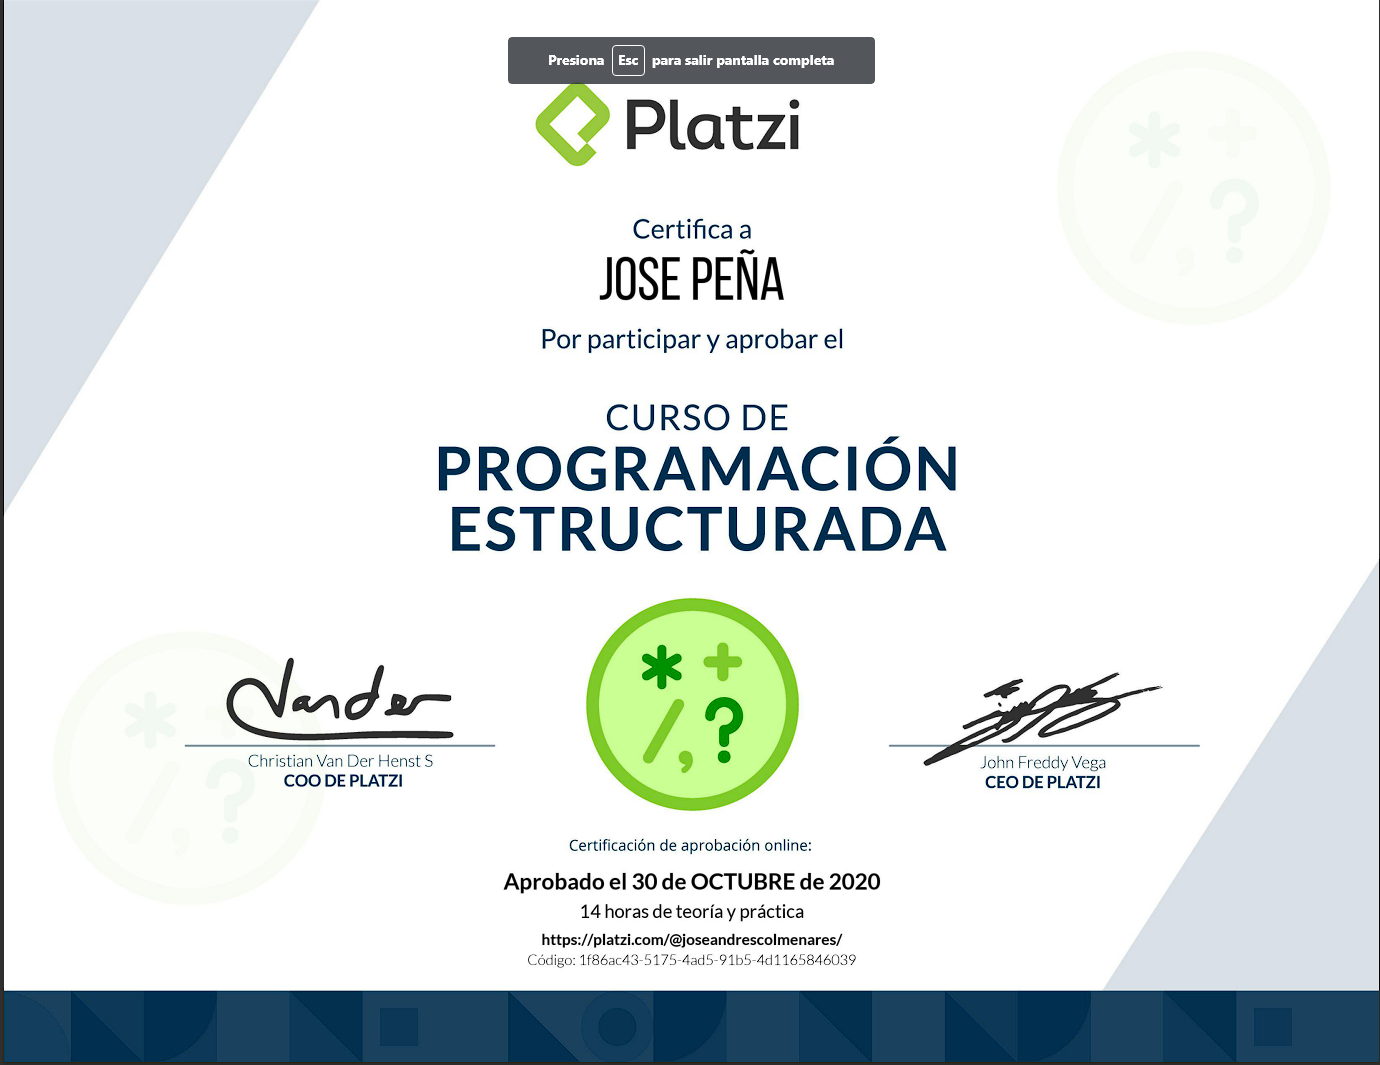 Presiona Esc para salir pantalla completa
Platzi
Certifica a
JOSE PEÑA
Por participar y aprobar el
CURSO DE
PROGRAMACIÓN
ESTRUCTURADA
* +
/ , ?
Vander
Christian Van Der Henst S
COO DE PLATZI
John Freddy Vega
CEO DE PLATZI
Certificación de aprobación online:
Aprobado el 30 de OCTUBRE de 2020
14 horas de teoría y práctica
https://platzi.com/@joseandrescolmenares/
Código: 1f86ac43-5175-4ad5-91b5-4d1165846039